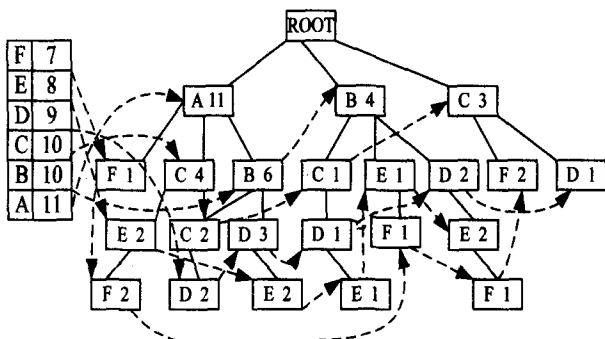 ROOT
F 7
E 8
D 9
C 10
B 10
A 11
A 11
B 4
C 3
F 1
C 4
B 6
C 1
E 1
D 2
F 2
D 1
E 2
C 2
D 3
D 1
F 1
E 2
F 2
D 2
E 2
E 1
F 1